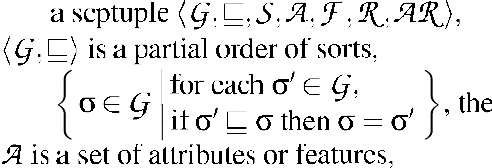 a septuple ⟨𝒢, ⊑, 𝒮, 𝒜, ℱ, ℛ, 𝒜ℛ⟩,
⟨𝒢, ⊑⟩ is a partial order of sorts,
{ σ ∈ 𝒢 | for each σ′ ∈ 𝒢, if σ′ ⊑ σ then σ = σ′ }, the
𝒜 is a set of attributes or features,